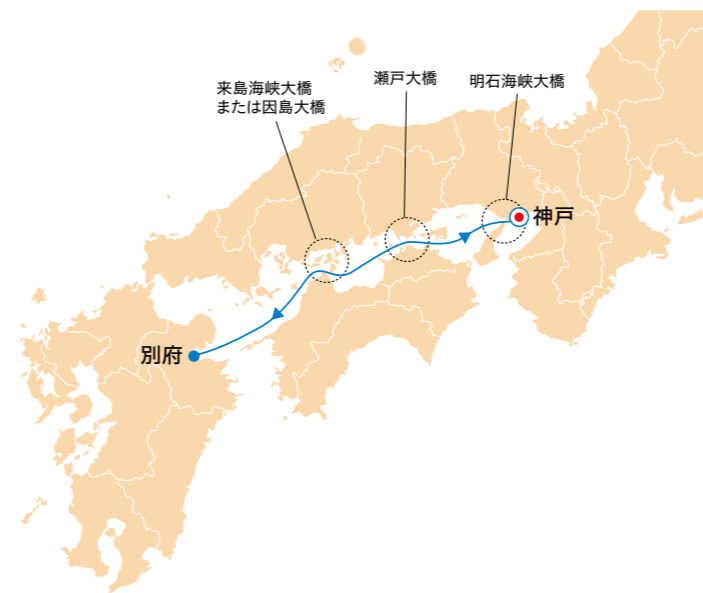 来島海峡大橋
または因島大橋
瀬戸大橋
明石海峡大橋
神戸
別府